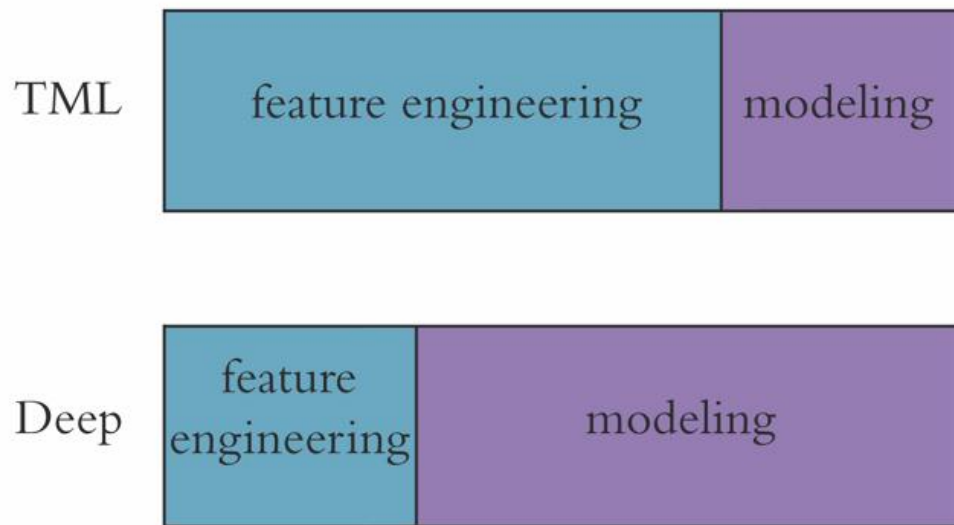 TML
feature engineering
modeling
Deep
feature
engineering
modeling